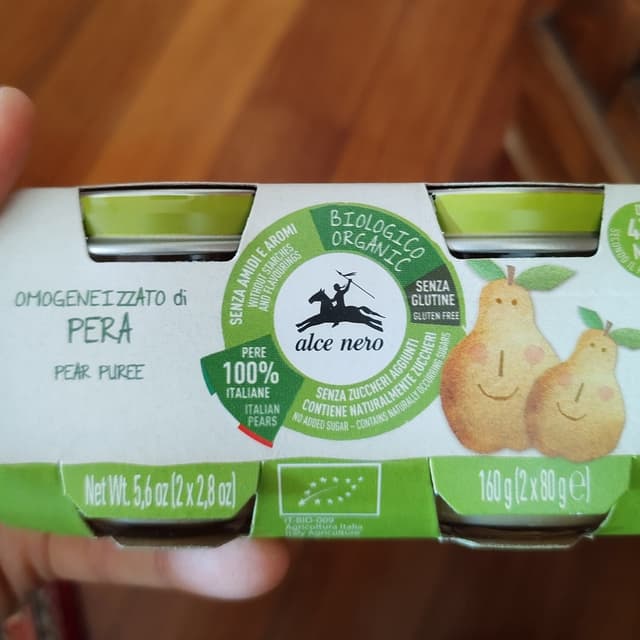 OMOGENEIZZATO di
PERA
PEAR PUREE
BIOLOGICO
ORGANIC
SENZA AMIDI E AROMI
WITHOUT STARCHES
AND FLAVOURINGS
SENZA
GLUTINE
GLUTEN FREE
alce nero
PERE
100%
ITALIANE
ITALIAN
PEARS
SENZA ZUCCHERI AGGIUNTI
CONTIENE NATURALMENTE ZUCCHERI
NO ADDED SUGAR – CONTAINS NATURALLY OCCURRING SUGARS
Net Wt. 5,6 oz (2 x 2,8 oz)
160 g (2 x 80 g) e
IT-BIO-009
Agricoltura Italia
Italy Agriculture